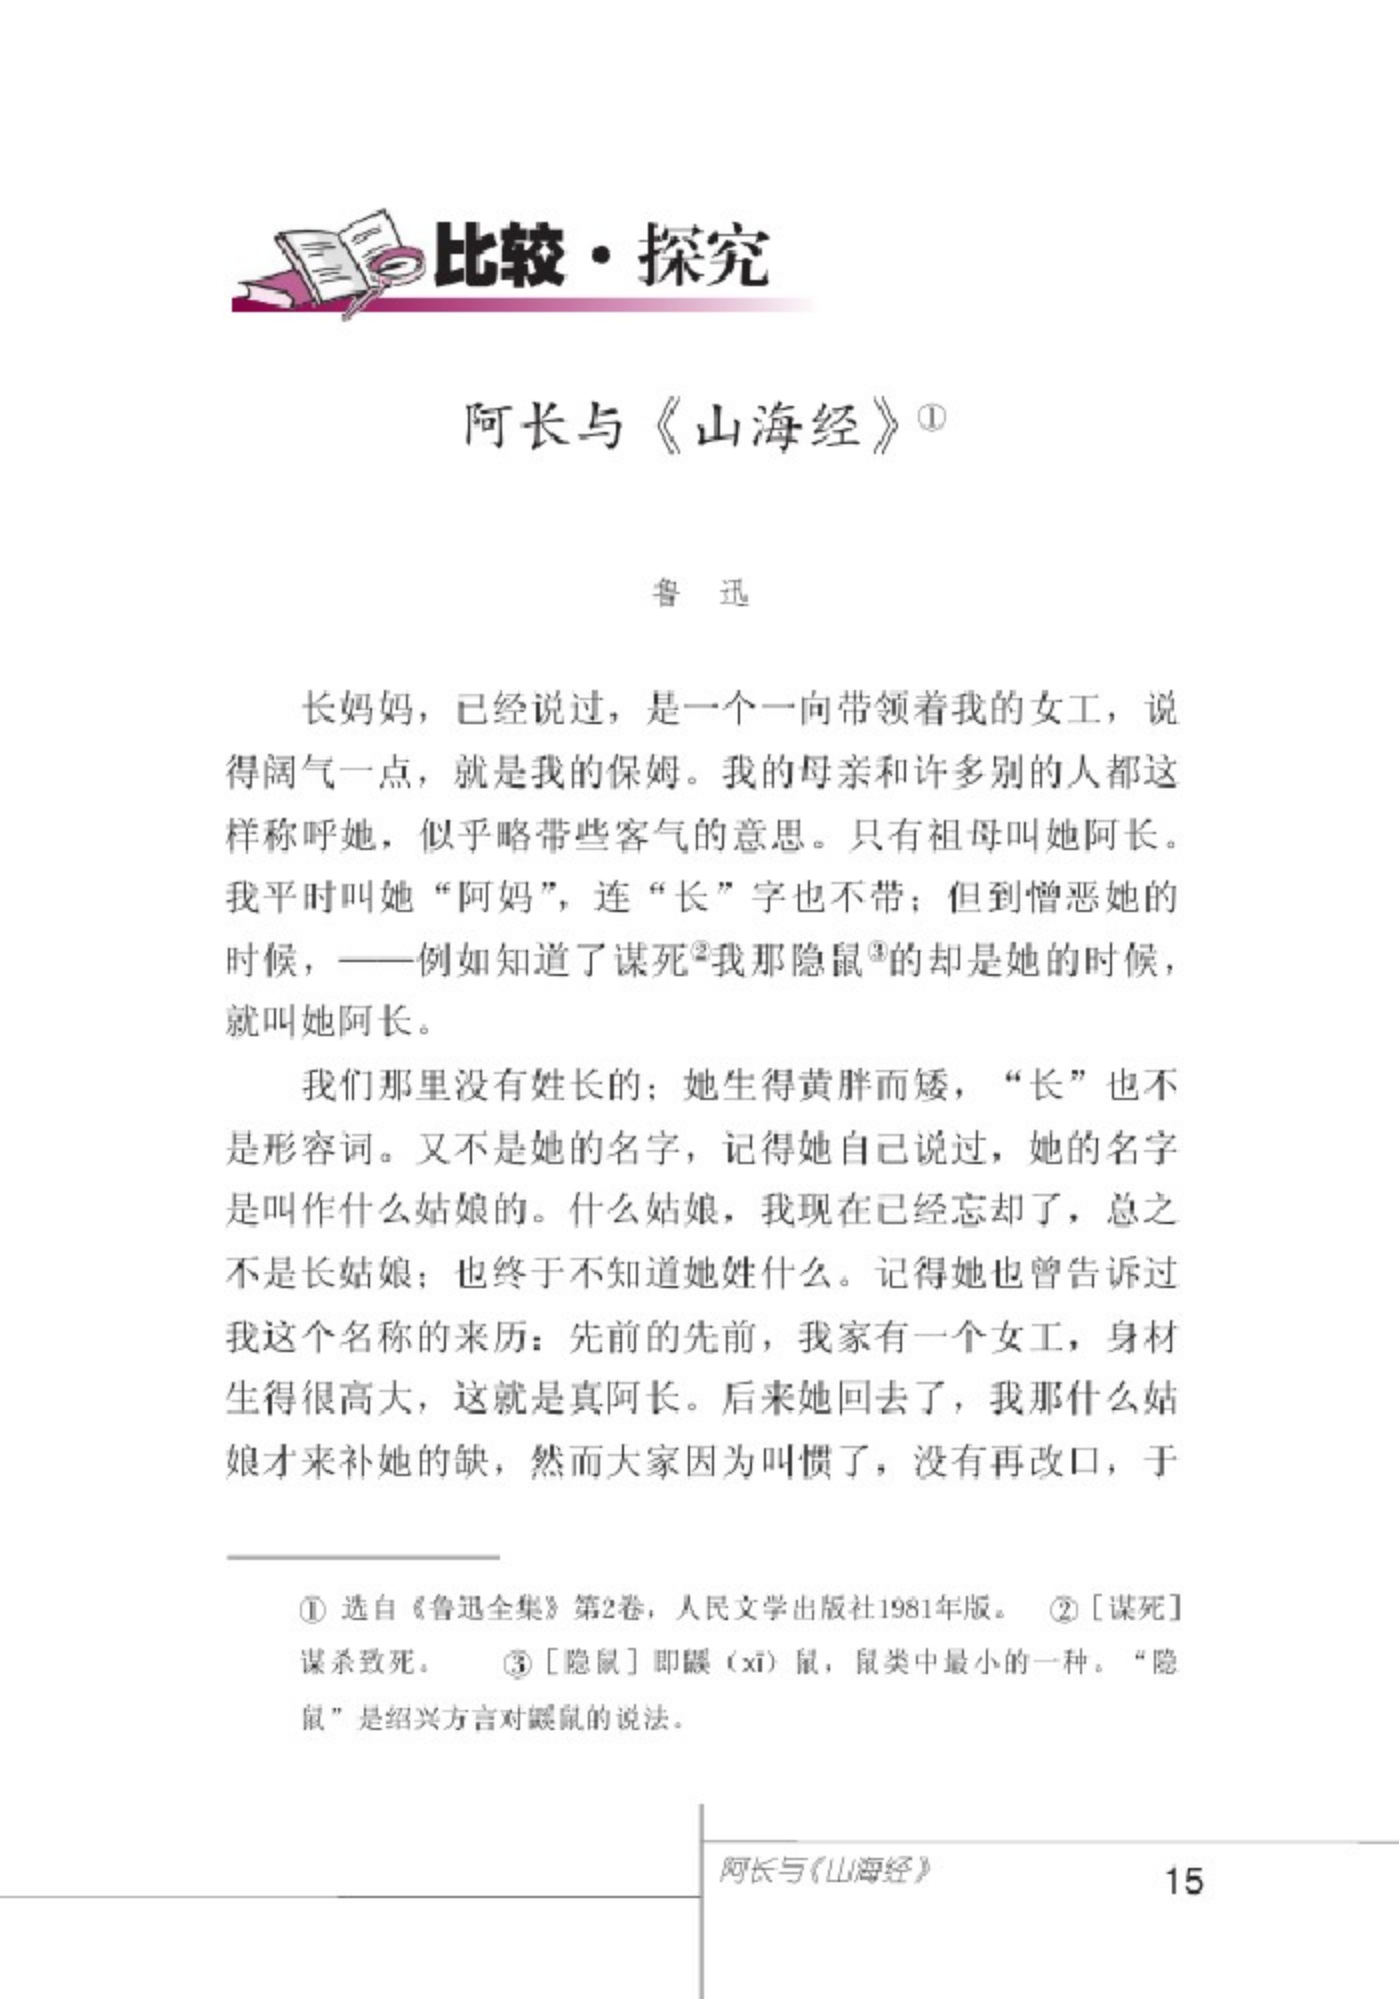 比较·探究
阿长与《山海经》①
鲁 迅
长妈妈，已经说过，是一个一向带领着我的女工，说
得阔气一点，就是我的保姆。我的母亲和许多别的人都这
样称呼她，似乎略带些客气的意思。只有祖母叫她阿长。
我平时叫她“阿妈”，连“长”字也不带；但到憎恶她的
时候，——例如知道了谋死②我那隐鼠③的却是她的时候，
就叫她阿长。
我们那里没有姓长的；她生得黄胖而矮，“长”也不
是形容词。又不是她的名字，记得她自己说过，她的名字
是叫作什么姑娘的。什么姑娘，我现在已经忘却了，总之
不是长姑娘；也终于不知道她姓什么。记得她也曾告诉过
我这个名称的来历：先前的先前，我家有一个女工，身材
生得很高大，这就是真阿长。后来她回去了，我那什么姑
娘才来补她的缺，然而大家因为叫惯了，没有再改口，于
① 选自《鲁迅全集》第2卷，人民文学出版社1981年版。 ②［谋死］
谋杀致死。 ③［隐鼠］即鼷（xī）鼠，鼠类中最小的一种。“隐
鼠”是绍兴方言对鼷鼠的说法。
阿长与《山海经》
15